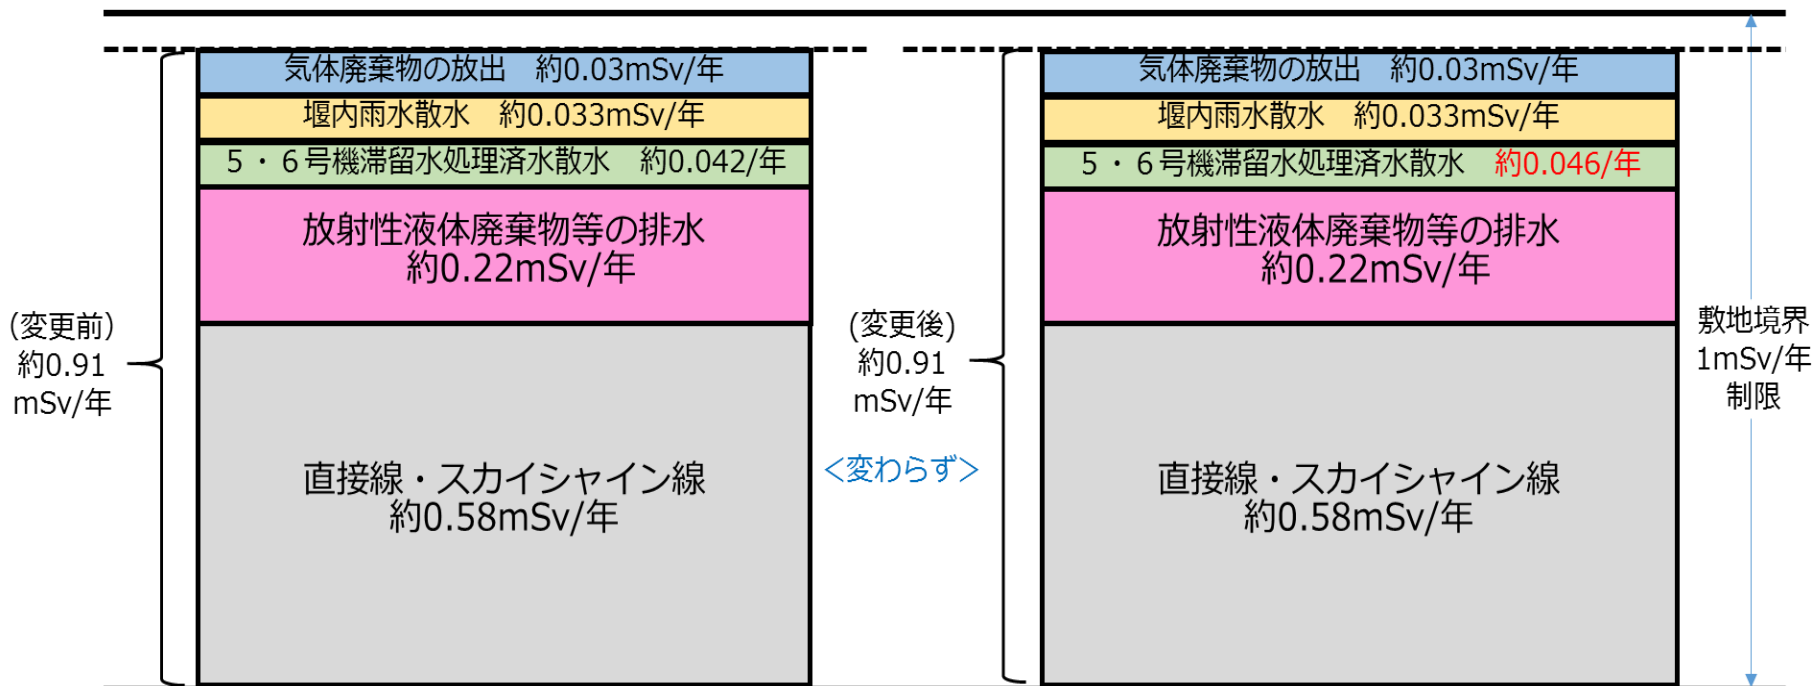 気体廃棄物の放出　約0.03mSv/年
堰内雨水散水　約0.033mSv/年
５・６号機滞留水処理済水散水　約0.042/年
放射性液体廃棄物等の排水
約0.22mSv/年
(変更前)
約0.91
mSv/年
直接線・スカイシャイン線
約0.58mSv/年
気体廃棄物の放出　約0.03mSv/年
堰内雨水散水　約0.033mSv/年
５・６号機滞留水処理済水散水　約0.046/年
放射性液体廃棄物等の排水
約0.22mSv/年
(変更後)
約0.91
mSv/年
＜変わらず＞
直接線・スカイシャイン線
約0.58mSv/年
敷地境界
1mSv/年
制限